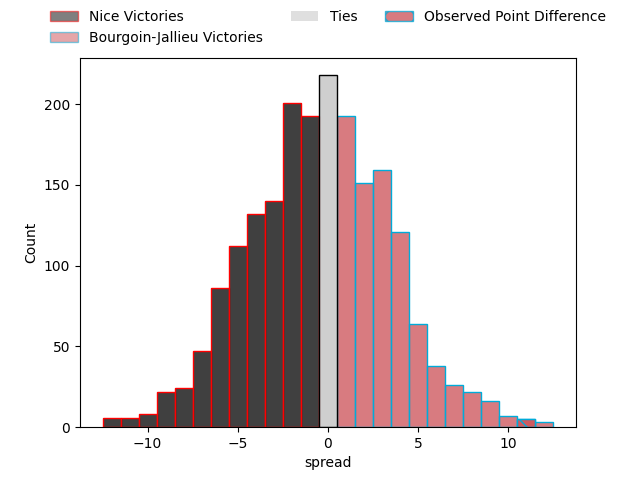 Nice Victories
Bourgoin-Jallieu Victories
Ties
Observed Point Difference
Count
200
150
100
50
0
−10
−5
0
5
10
spread